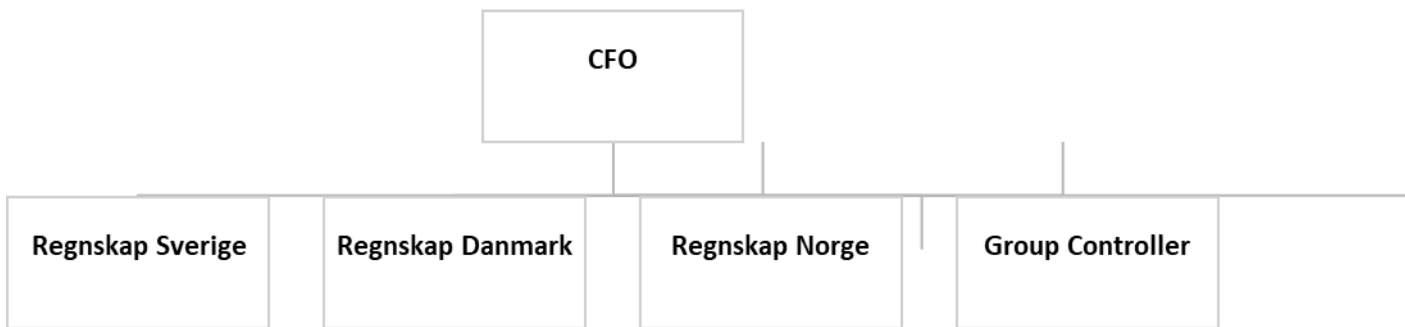 CFO
Regnskap Sverige
Regnskap Danmark
Regnskap Norge
Group Controller